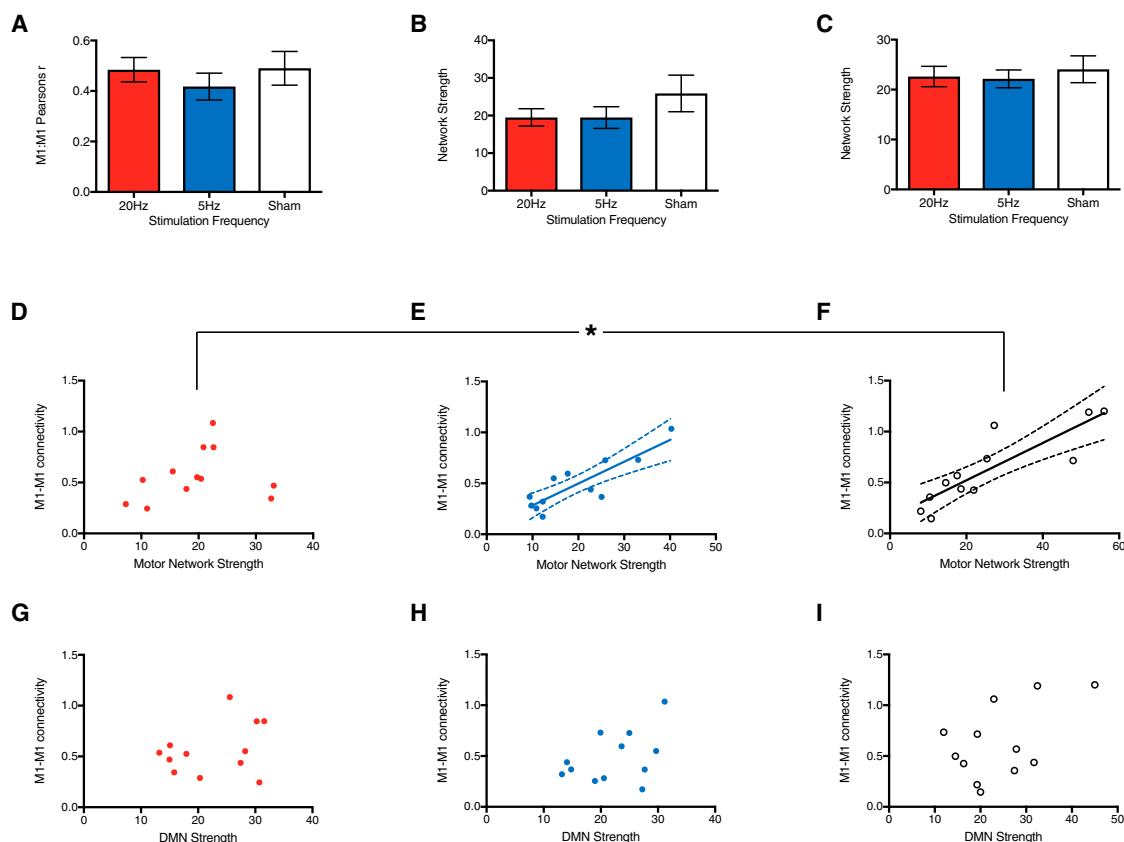 A
M1:M1 Pearsons r
0.6
0.4
0.2
0.0
20Hz 5Hz Sham
Stimulation Frequency
B
Network Strength
40
30
20
10
0
20Hz 5Hz Sham
Stimulation Frequency
C
Network Strength
30
20
10
0
20Hz 5Hz Sham
Stimulation Frequency
*
D
M1-M1 connectivity
1.5
1.0
0.5
0.0
0 10 20 30 40
Motor Network Strength
E
M1-M1 connectivity
1.5
1.0
0.5
0.0
0 10 20 30 40 50
Motor Network Strength
F
M1-M1 connectivity
1.5
1.0
0.5
0.0
0 20 40 60
Motor Network Strength
G
M1-M1 connectivity
1.5
1.0
0.5
0.0
0 10 20 30 40
DMN Strength
H
M1-M1 connectivity
1.5
1.0
0.5
0.0
0 10 20 30 40
DMN Strength
I
M1-M1 connectivity
1.5
1.0
0.5
0.0
0 10 20 30 40 50
DMN Strength